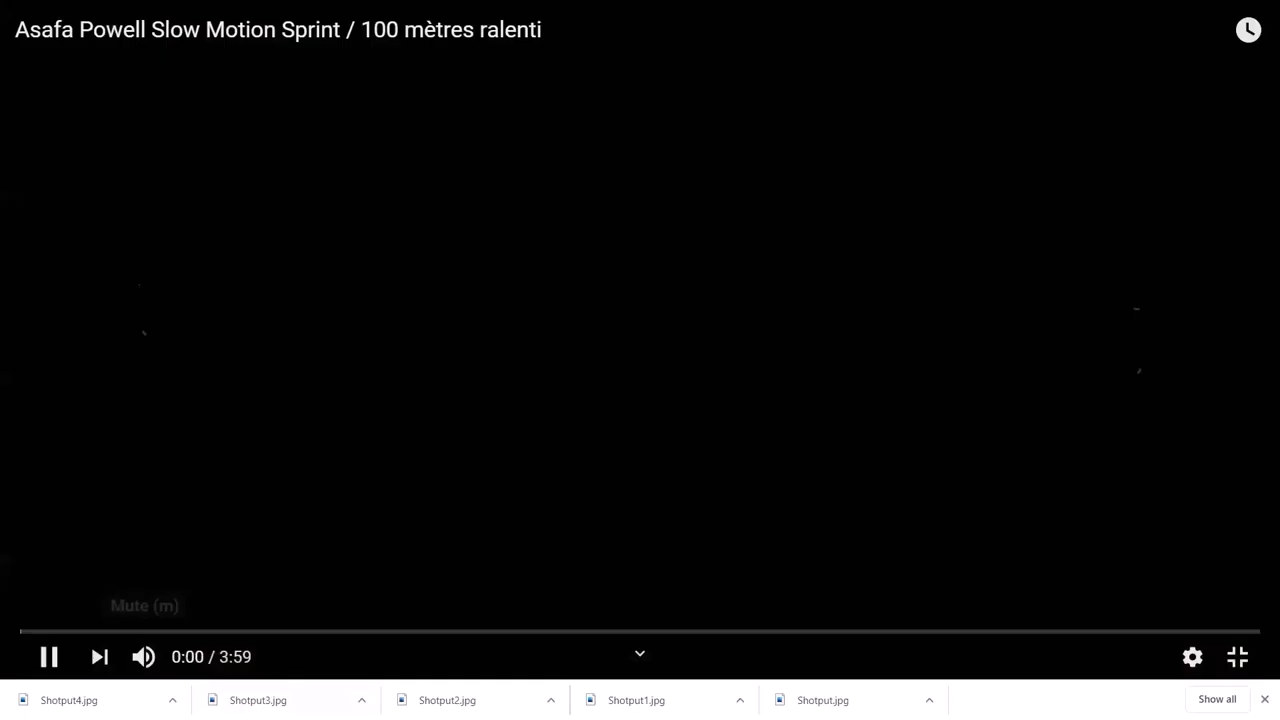 Asafa Powell Slow Motion Sprint / 100 mètres ralenti
Mute (m)
0:00 / 3:59
Shotput4.jpg Shotput3.jpg Shotput2.jpg Shotput1.jpg Shotput.jpg Show all